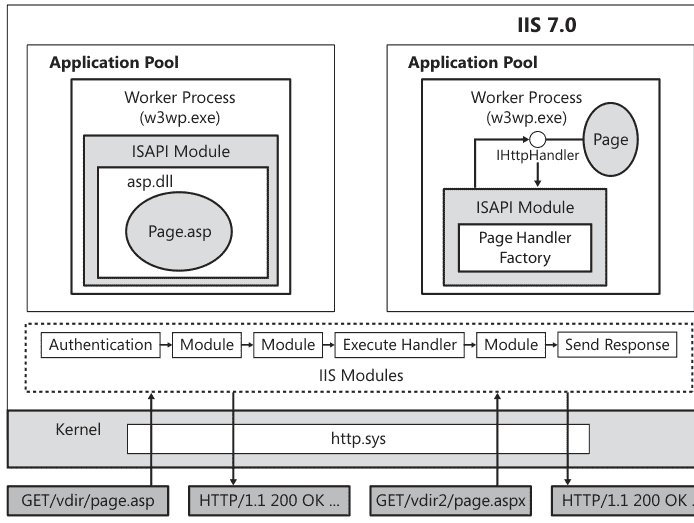 IIS 7.0
Application Pool
Worker Process
(w3wp.exe)
ISAPI Module
asp.dll
Page.asp
Application Pool
Worker Process
(w3wp.exe)
Page
IHttpHandler
ISAPI Module
Page Handler
Factory
Authentication
Module
Module
Execute Handler
Module
Send Response
IIS Modules
Kernel
http.sys
GET/vdir/page.asp
HTTP/1.1 200 OK ...
GET/vdir2/page.aspx
HTTP/1.1 200 OK ...